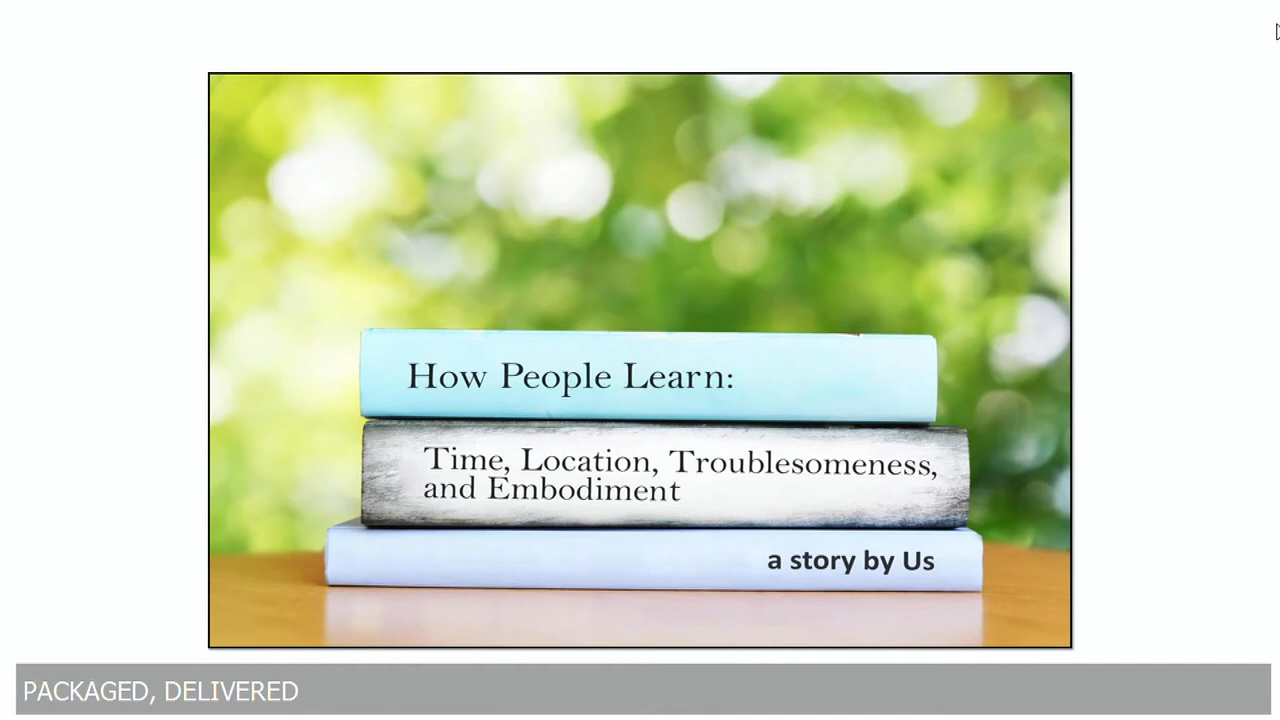 How People Learn:
Time, Location, Troublesomeness,
and Embodiment
a story by Us
PACKAGED, DELIVERED